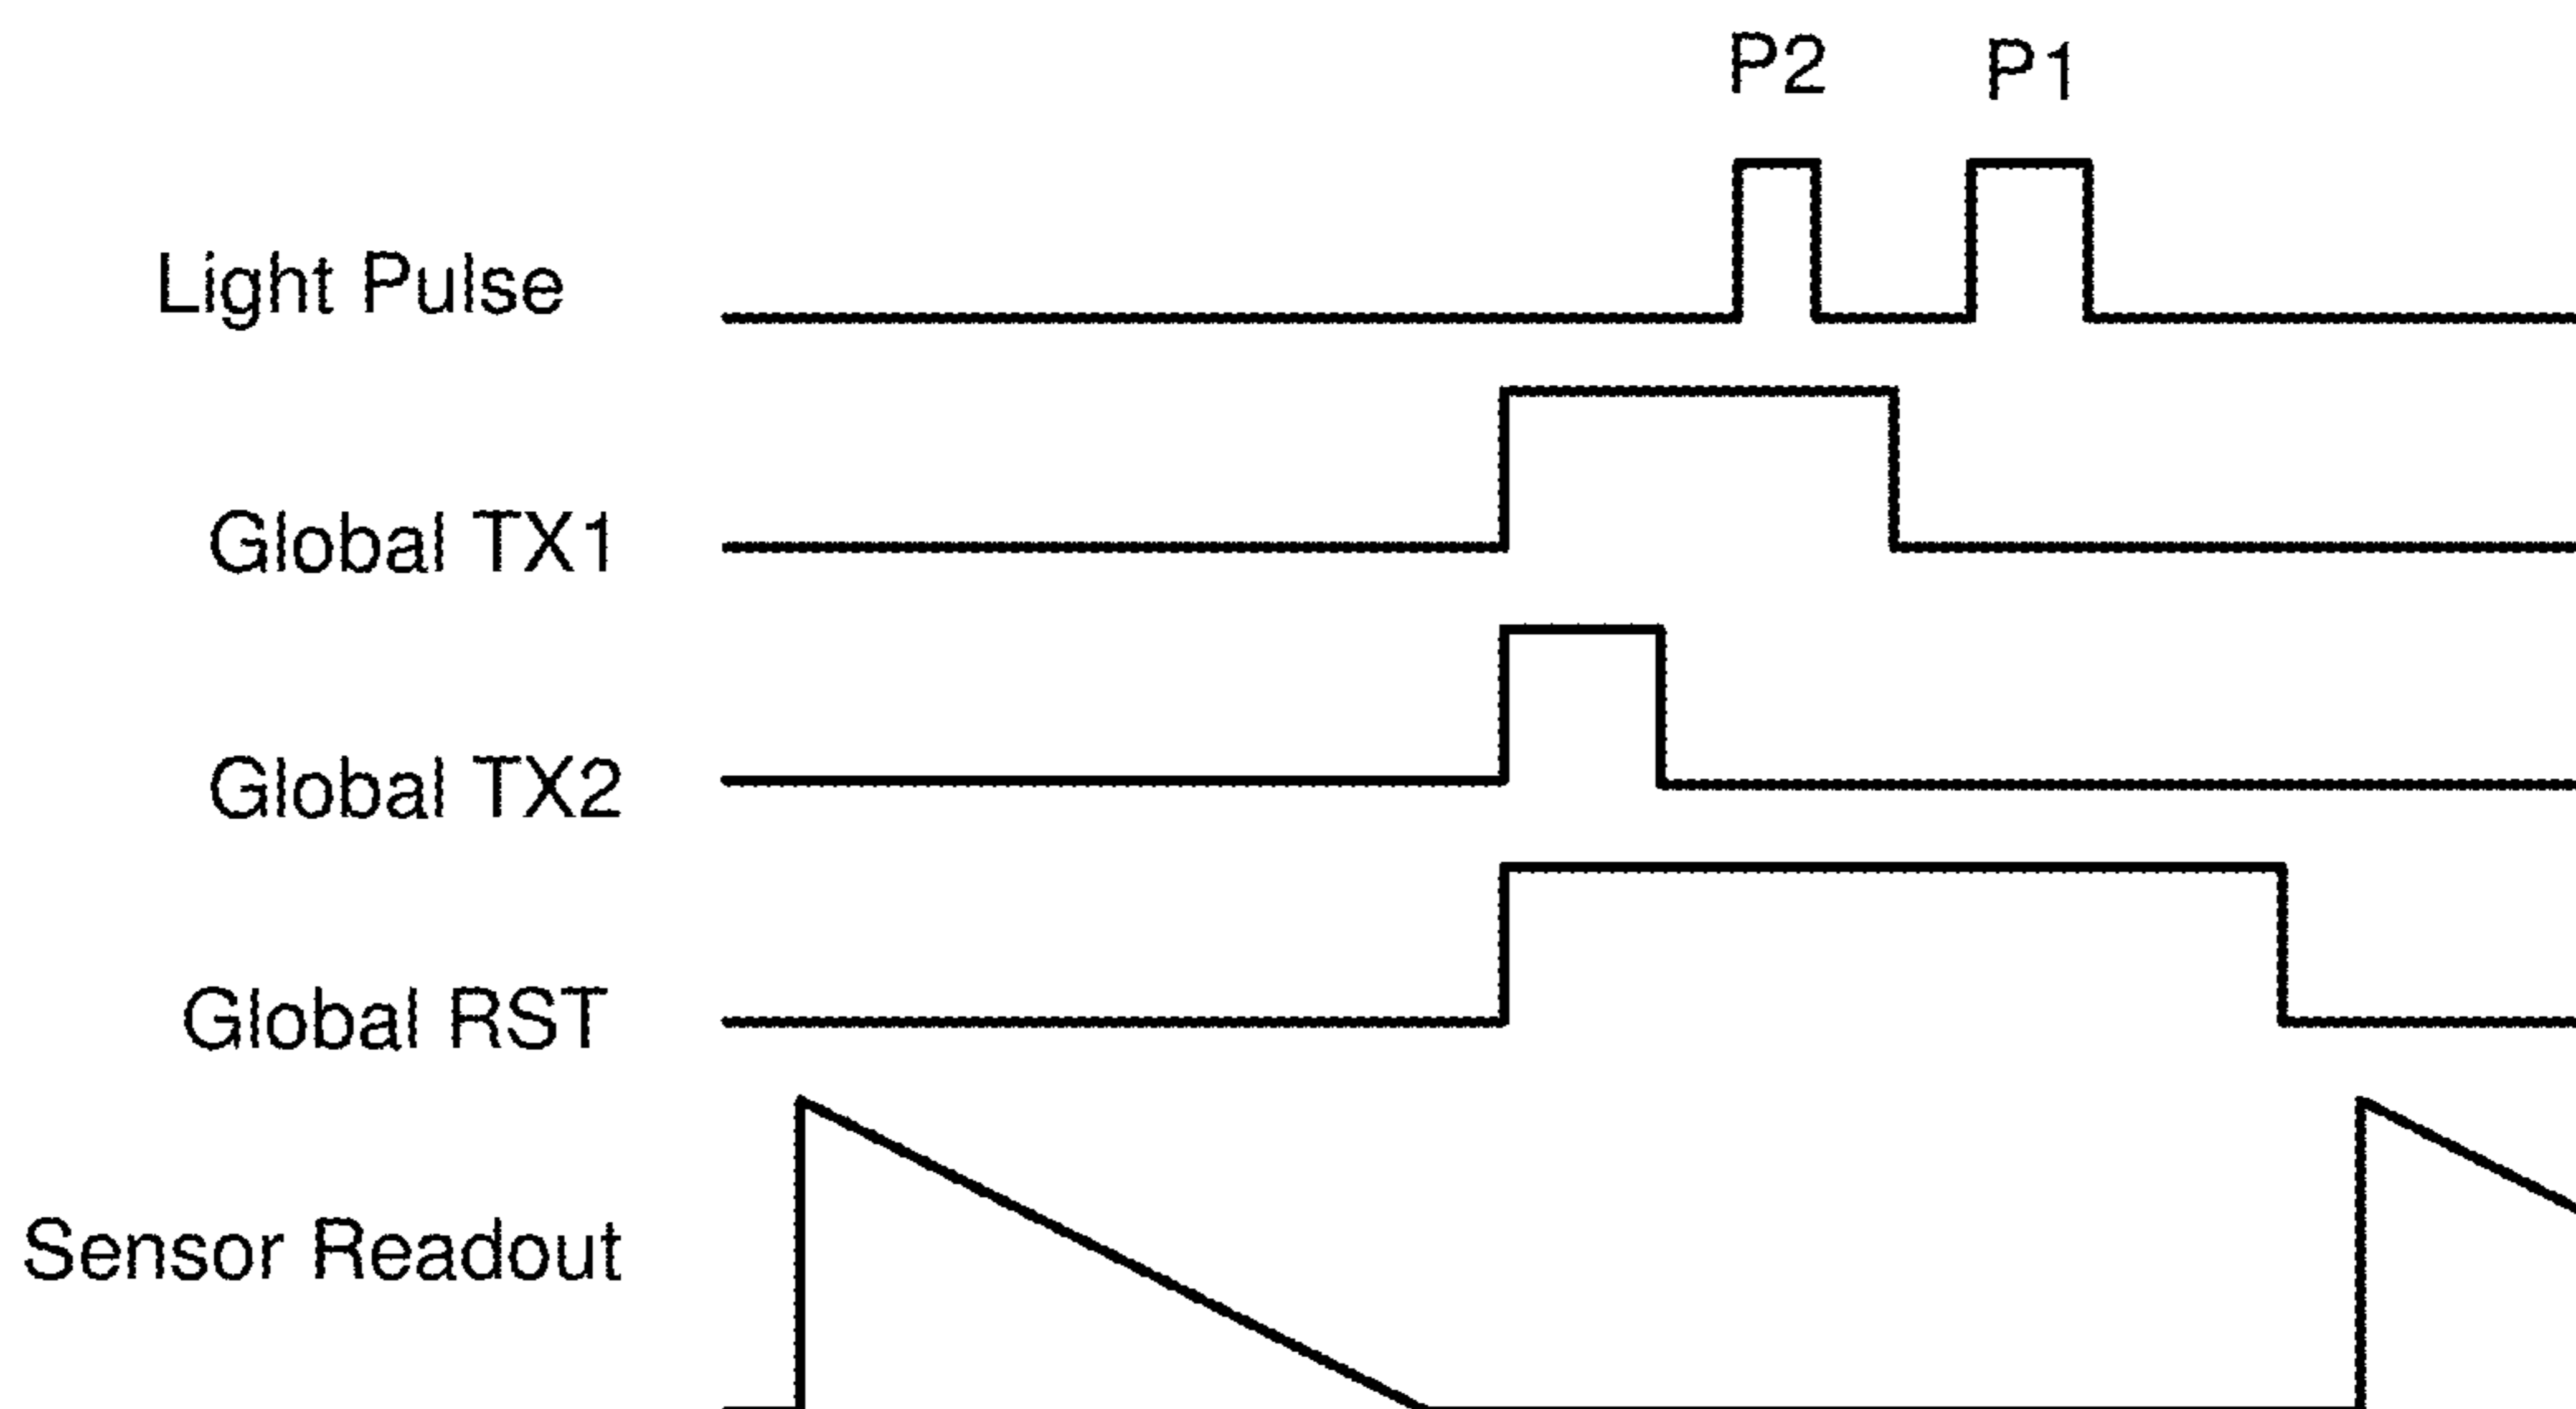 P2 P1
Light Pulse
Global TX1
Global TX2
Global RST
Sensor Readout